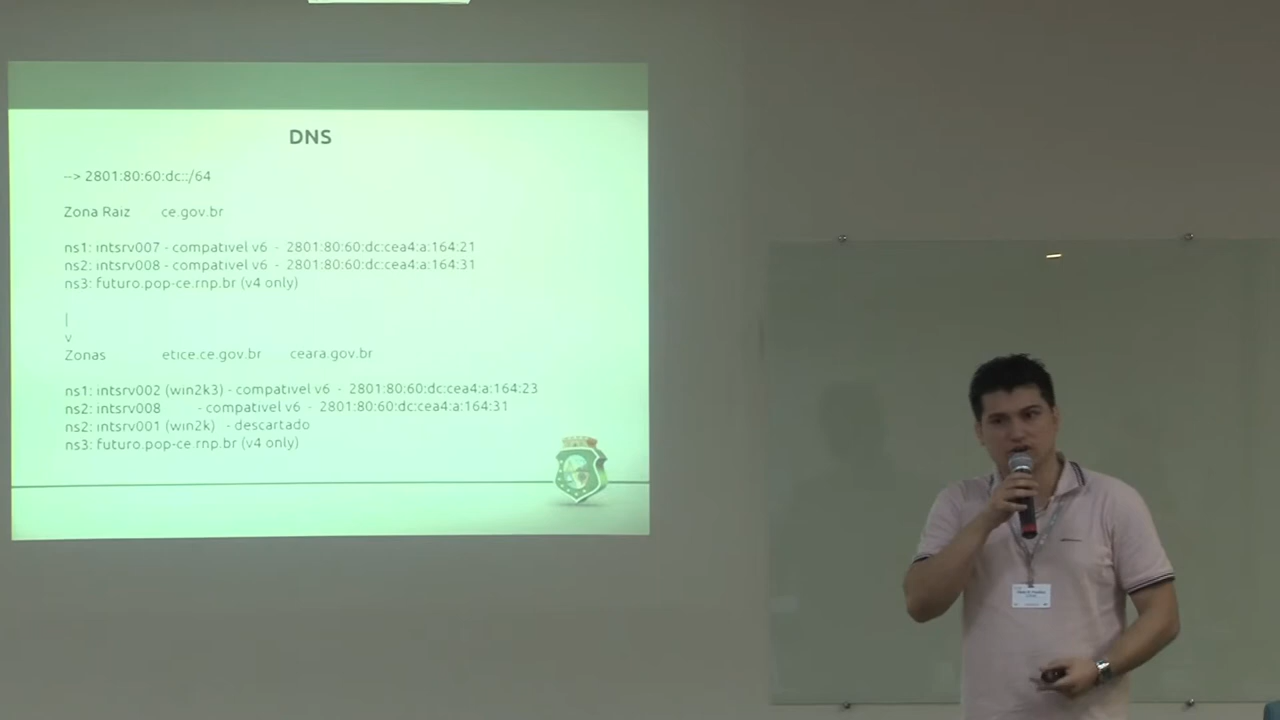 DNS
--> 2801:80:60:dc::/64
Zona Raiz ce.gov.br
ns1: intsrv007 - compativel v6 - 2801:80:60:dc:cea4:a:164:21
ns2: intsrv008 - compativel v6 - 2801:80:60:dc:cea4:a:164:31
ns3: futuro.pop-ce.rnp.br (v4 only)
|
v
Zonas etice.ce.gov.br ceara.gov.br
ns1: intsrv002 (win2k3) - compativel v6 - 2801:80:60:dc:cea4:a:164:23
ns2: intsrv008 - compativel v6 - 2801:80:60:dc:cea4:a:164:31
ns2: intsrv001 (win2k) - descartado
ns3: futuro.pop-ce.rnp.br (v4 only)